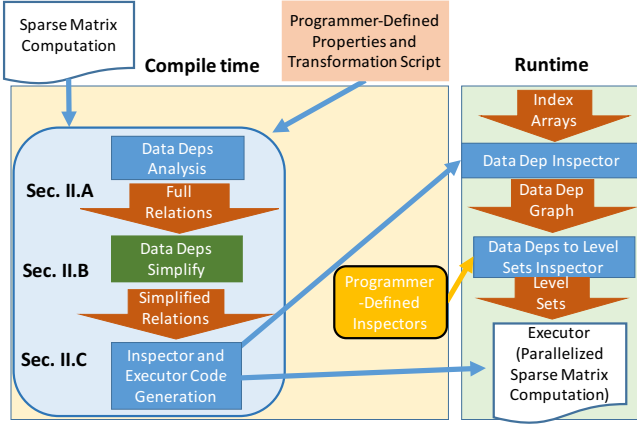 Sparse Matrix
Computation
Programmer-Defined
Properties and
Transformation Script
Compile time
Runtime
Sec. II.A
Data Deps
Analysis
Full
Relations
Sec. II.B
Data Deps
Simplify
Simplified
Relations
Sec. II.C
Inspector and
Executor Code
Generation
Programmer
-Defined
Inspectors
Index
Arrays
Data Dep Inspector
Data Dep
Graph
Data Deps to Level
Sets Inspector
Level
Sets
Executor
(Parallelized
Sparse Matrix
Computation)